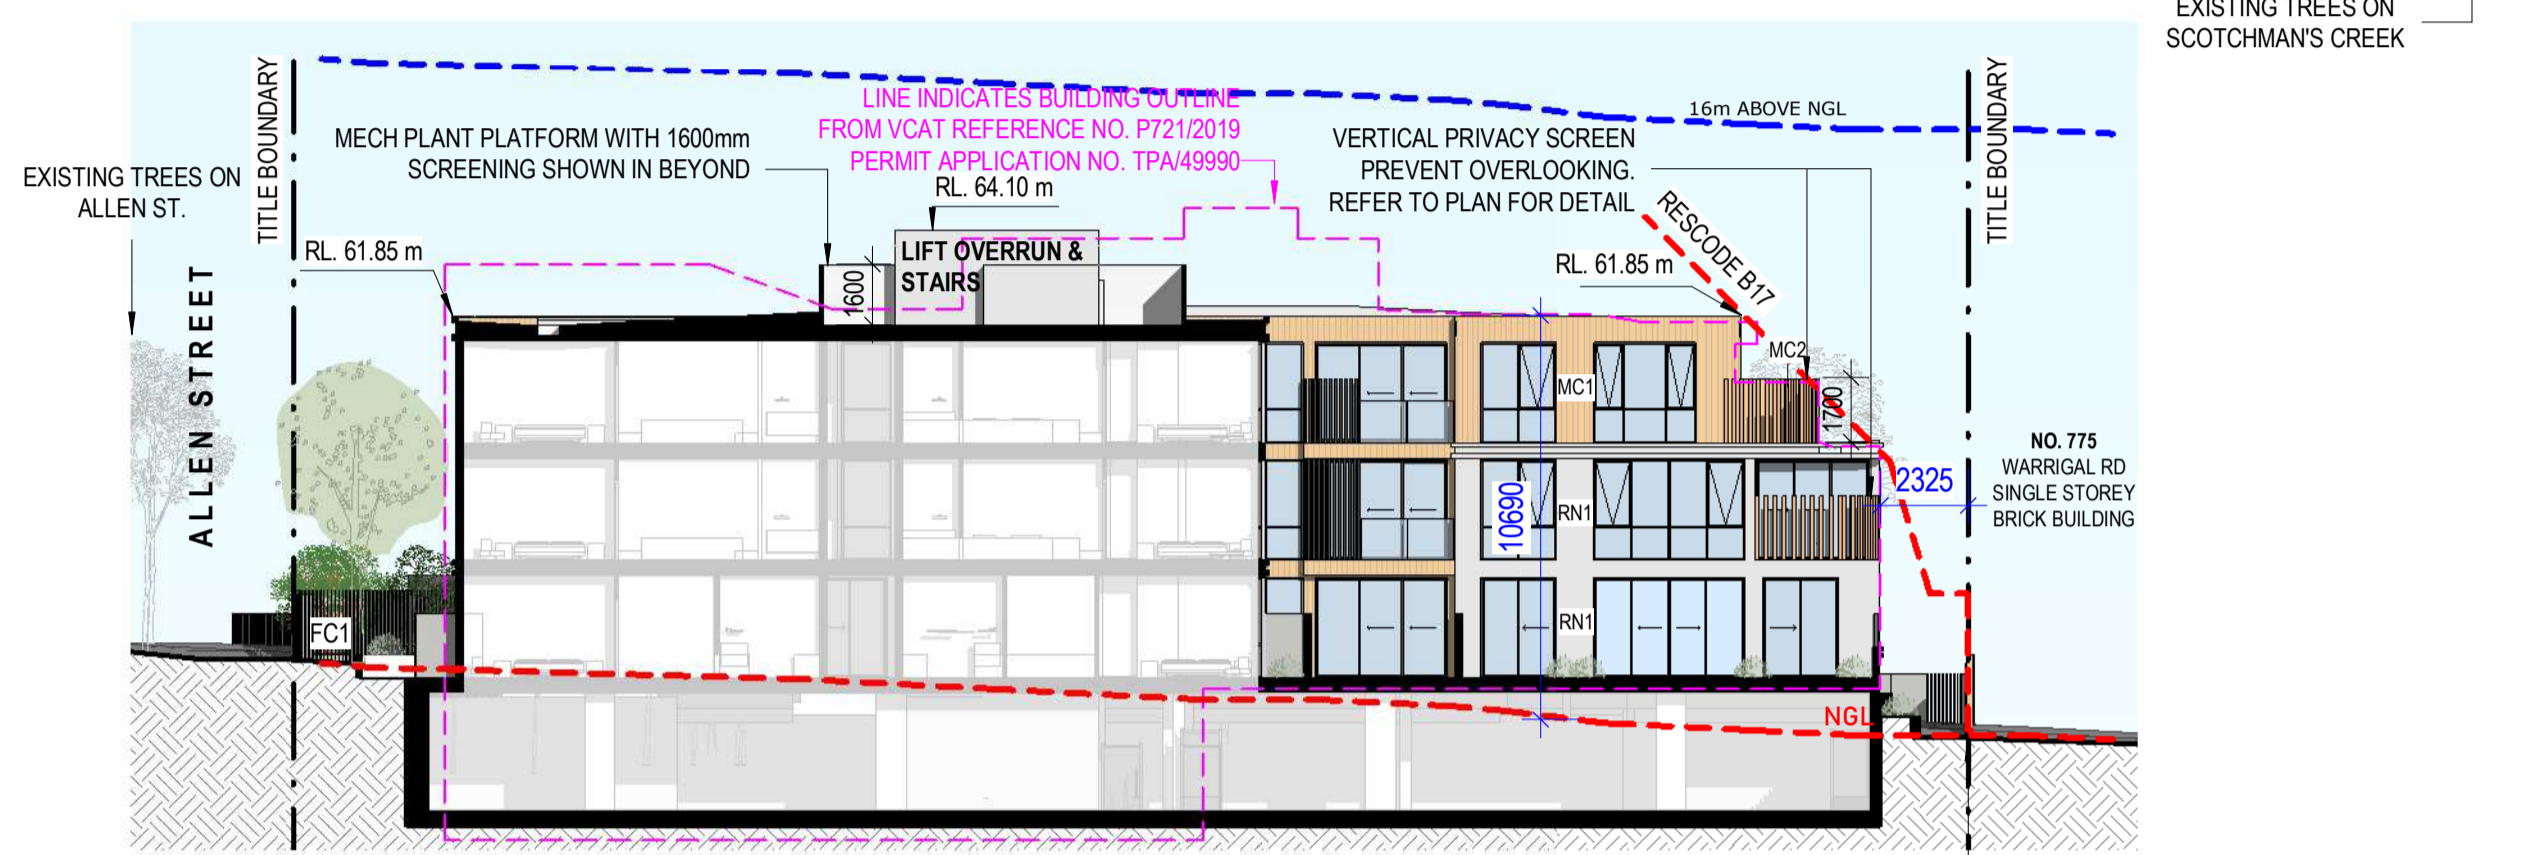 EXISTING TREES ON
SCOTCHMAN'S CREEK
TITLE BOUNDARY
LINE INDICATES BUILDING OUTLINE
FROM VCAT REFERENCE NO. P721/2019
PERMIT APPLICATION NO. TPA/49990
16m ABOVE NGL
TITLE BOUNDARY
MECH PLANT PLATFORM WITH 1600mm
SCREENING SHOWN IN BEYOND
VERTICAL PRIVACY SCREEN
PREVENT OVERLOOKING.
REFER TO PLAN FOR DETAIL
EXISTING TREES ON
ALLEN ST.
RL. 64.10 m
RESCODE B17
RL. 61.85 m
LIFT OVERRUN &
STAIRS
RL. 61.85 m
1600
ALLEN STREET
MC2
MC1
1700
NO. 775
WARRIGAL RD
SINGLE STOREY
BRICK BUILDING
2325
10690
RN1
RN1
FC1
NGL